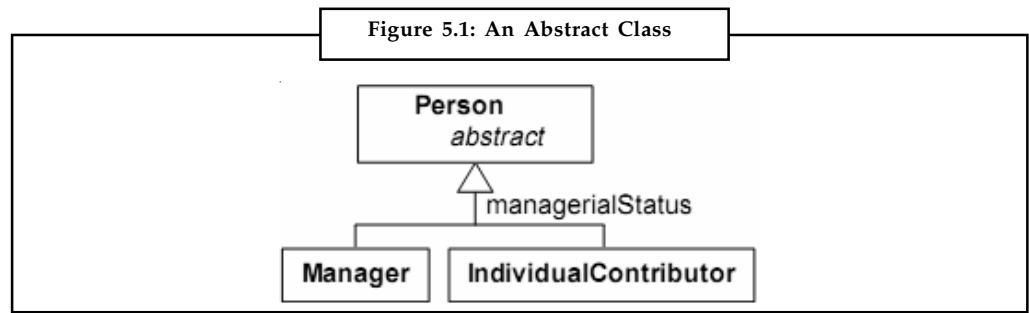 Figure 5.1: An Abstract Class
Person
abstract
managerialStatus
Manager
IndividualContributor